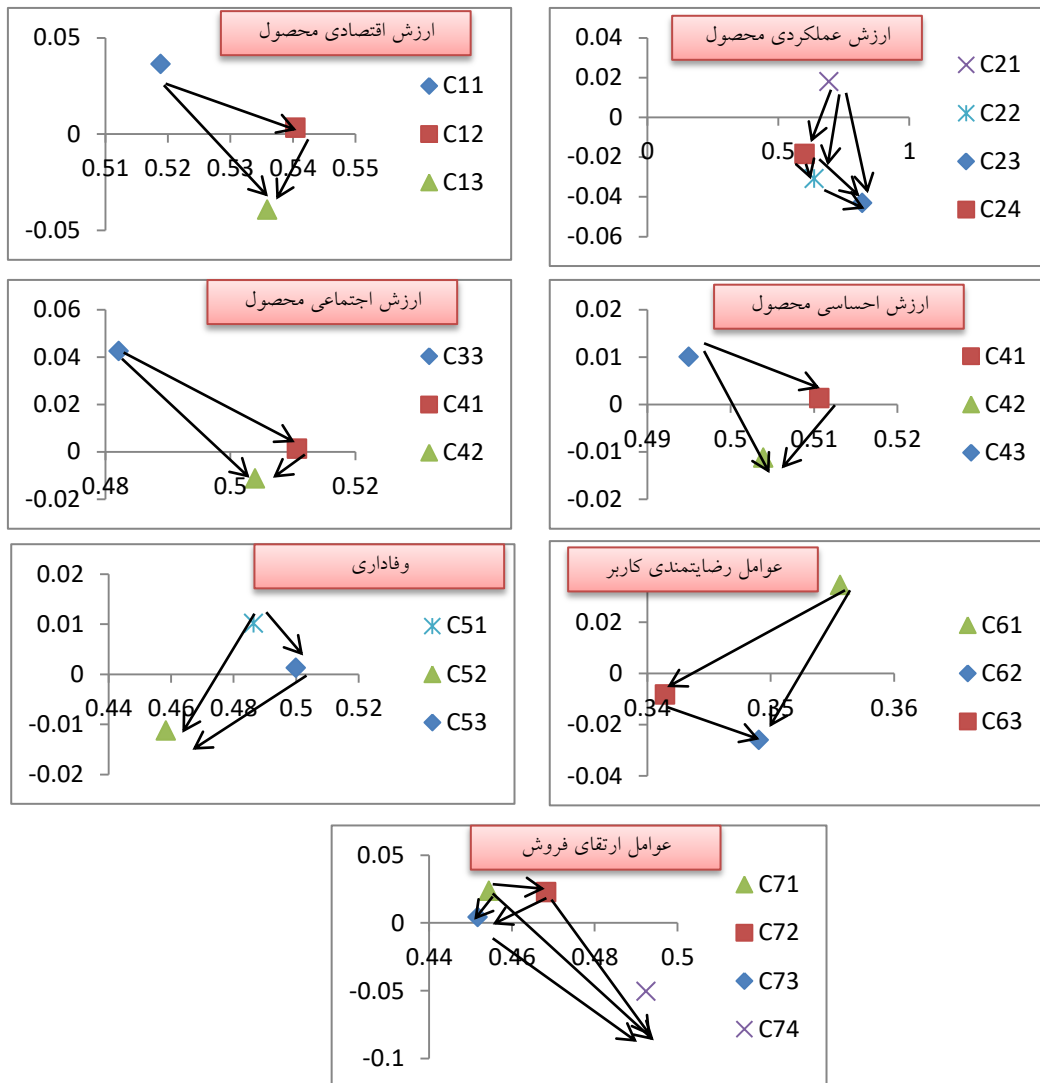 ارزش اقتصادی محصول
0.05
0
-0.05
0.51
0.52
0.53
0.54
0.55
C11
C12
C13
ارزش عملکردی محصول
0.04
0.02
0
-0.02
-0.04
-0.06
0
0.5
1
C21
C22
C23
C24
ارزش اجتماعی محصول
0.06
0.04
0.02
0
-0.02
0.48
0.5
0.52
C33
C41
C42
ارزش احساسی محصول
0.02
0.01
0
-0.01
-0.02
0.49
0.5
0.51
0.52
C41
C42
C43
وفاداری
0.02
0.01
0
-0.01
-0.02
0.44
0.46
0.48
0.5
0.52
C51
C52
C53
عوامل رضایتمندی کاربر
0.02
0
-0.02
-0.04
0.34
0.35
0.36
C61
C62
C63
عوامل ارتقای فروش
0.05
0
-0.05
-0.1
0.44
0.46
0.48
0.5
C71
C72
C73
C74